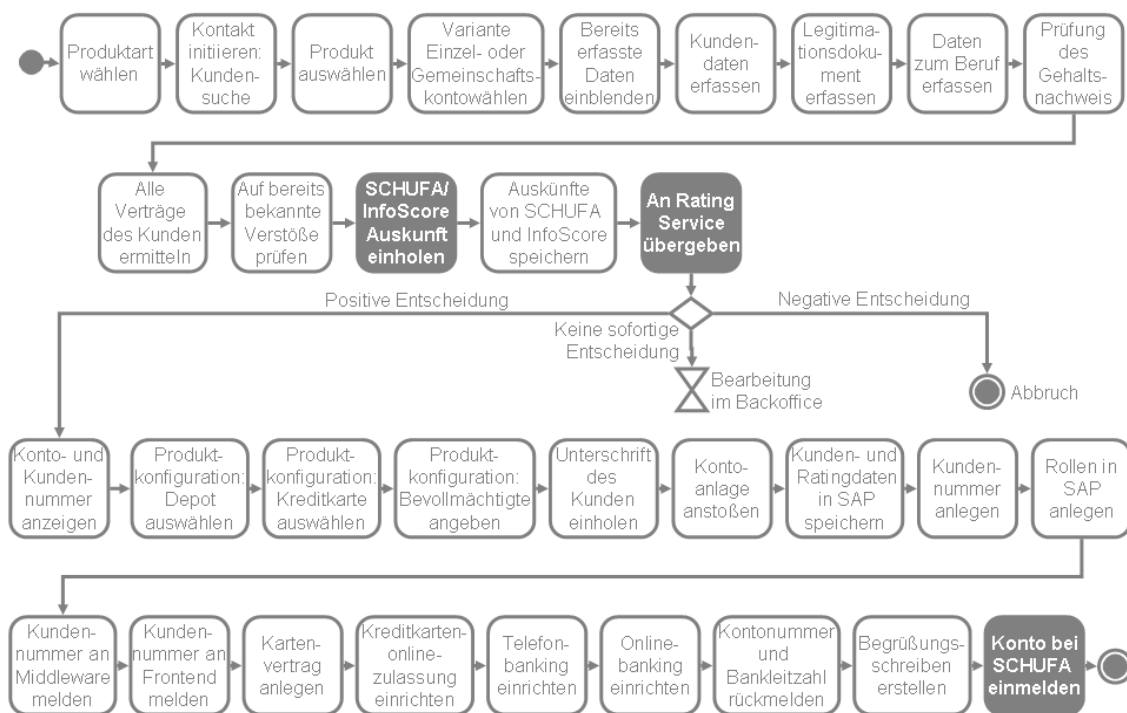 Produktart
wählen
Kontakt
initiieren:
Kunden-
suche
Produkt
auswählen
Variante
Einzel- oder
Gemeinschafts-
kontowählen
Bereits
erfasste
Daten
einblenden
Kunden-
daten
erfassen
Legitima-
tionsdoku-
ment
erfassen
Daten
zum Beruf
erfassen
Prüfung
des
Gehalts-
nachweis
Alle
Verträge
des Kunden
ermitteln
Auf bereits
bekannte
Verstöße
prüfen
SCHUFA/
InfoScore
Auskunft
einholen
Auskünfte
von SCHUFA
und InfoScore
speichern
An Rating
Service
übergeben
Positive Entscheidung
Negative Entscheidung
Keine sofortige
Entscheidung
Bearbeitung
im Backoffice
Abbruch
Konto- und
Kunden-
nummer
anzeigen
Produkt-
konfiguration:
Depot
auswählen
Produkt-
konfiguration:
Kreditkarte
auswählen
Produkt-
konfiguration:
Bevollmächtigte
angeben
Unterschrift
des
Kunden
einholen
Konto-
anlage
anstoßen
Kunden- und
Ratingdaten
in SAP
speichern
Kunden-
nummer
anlegen
Rollen in
SAP
anlegen
Kunden-
nummer an
Middleware
melden
Kunden-
nummer an
Frontend
melden
Karten-
vertrag
anlegen
Kreditkarten-
online-
zulassung
einrichten
Telefon-
banking
einrichten
Online-
banking
einrichten
Kontonummer
und
Bankleitzahl
rückmelden
Begrüßungs-
schreiben
erstellen
Konto bei
SCHUFA
einmelden